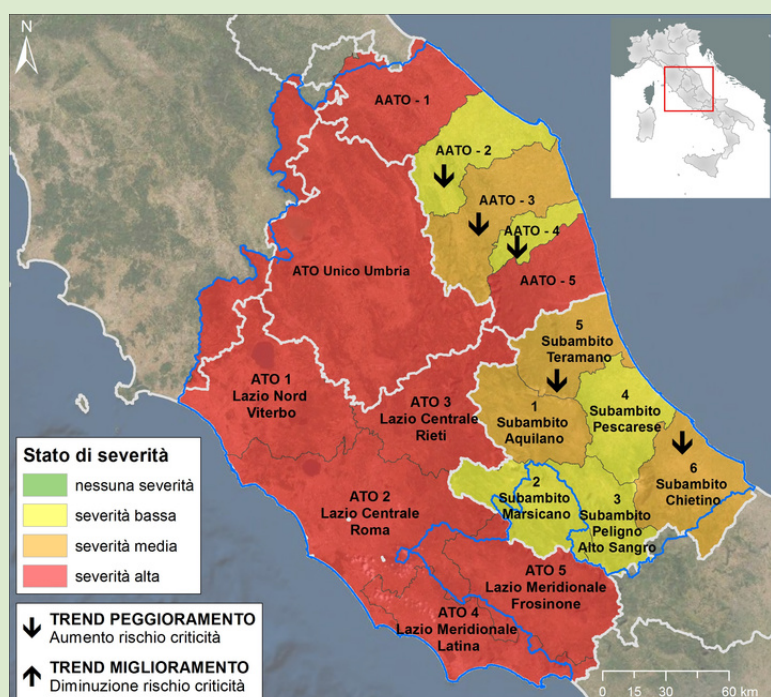 N
AATO - 1
AATO - 2
AATO - 3
AATO - 4
AATO - 5
ATO Unico Umbria
5
Subambito
Teramano
ATO 1
Lazio Nord
Viterbo
ATO 3
Lazio Centrale
Rieti
1
Subambito
Aquilano
4
Subambito
Pescarese
6
Subambito
Chietino
2
Subambito
Marsicano
3
Subambito
Peligno
Alto Sangro
ATO 2
Lazio Centrale
Roma
ATO 5
Lazio Meridionale
Frosinone
ATO 4
Lazio Meridionale
Latina
Stato di severità
nessuna severità
severità bassa
severità media
severità alta
TREND PEGGIORAMENTO
Aumento rischio criticità
TREND MIGLIORAMENTO
Diminuzione rischio criticità
0 15 30 60 km